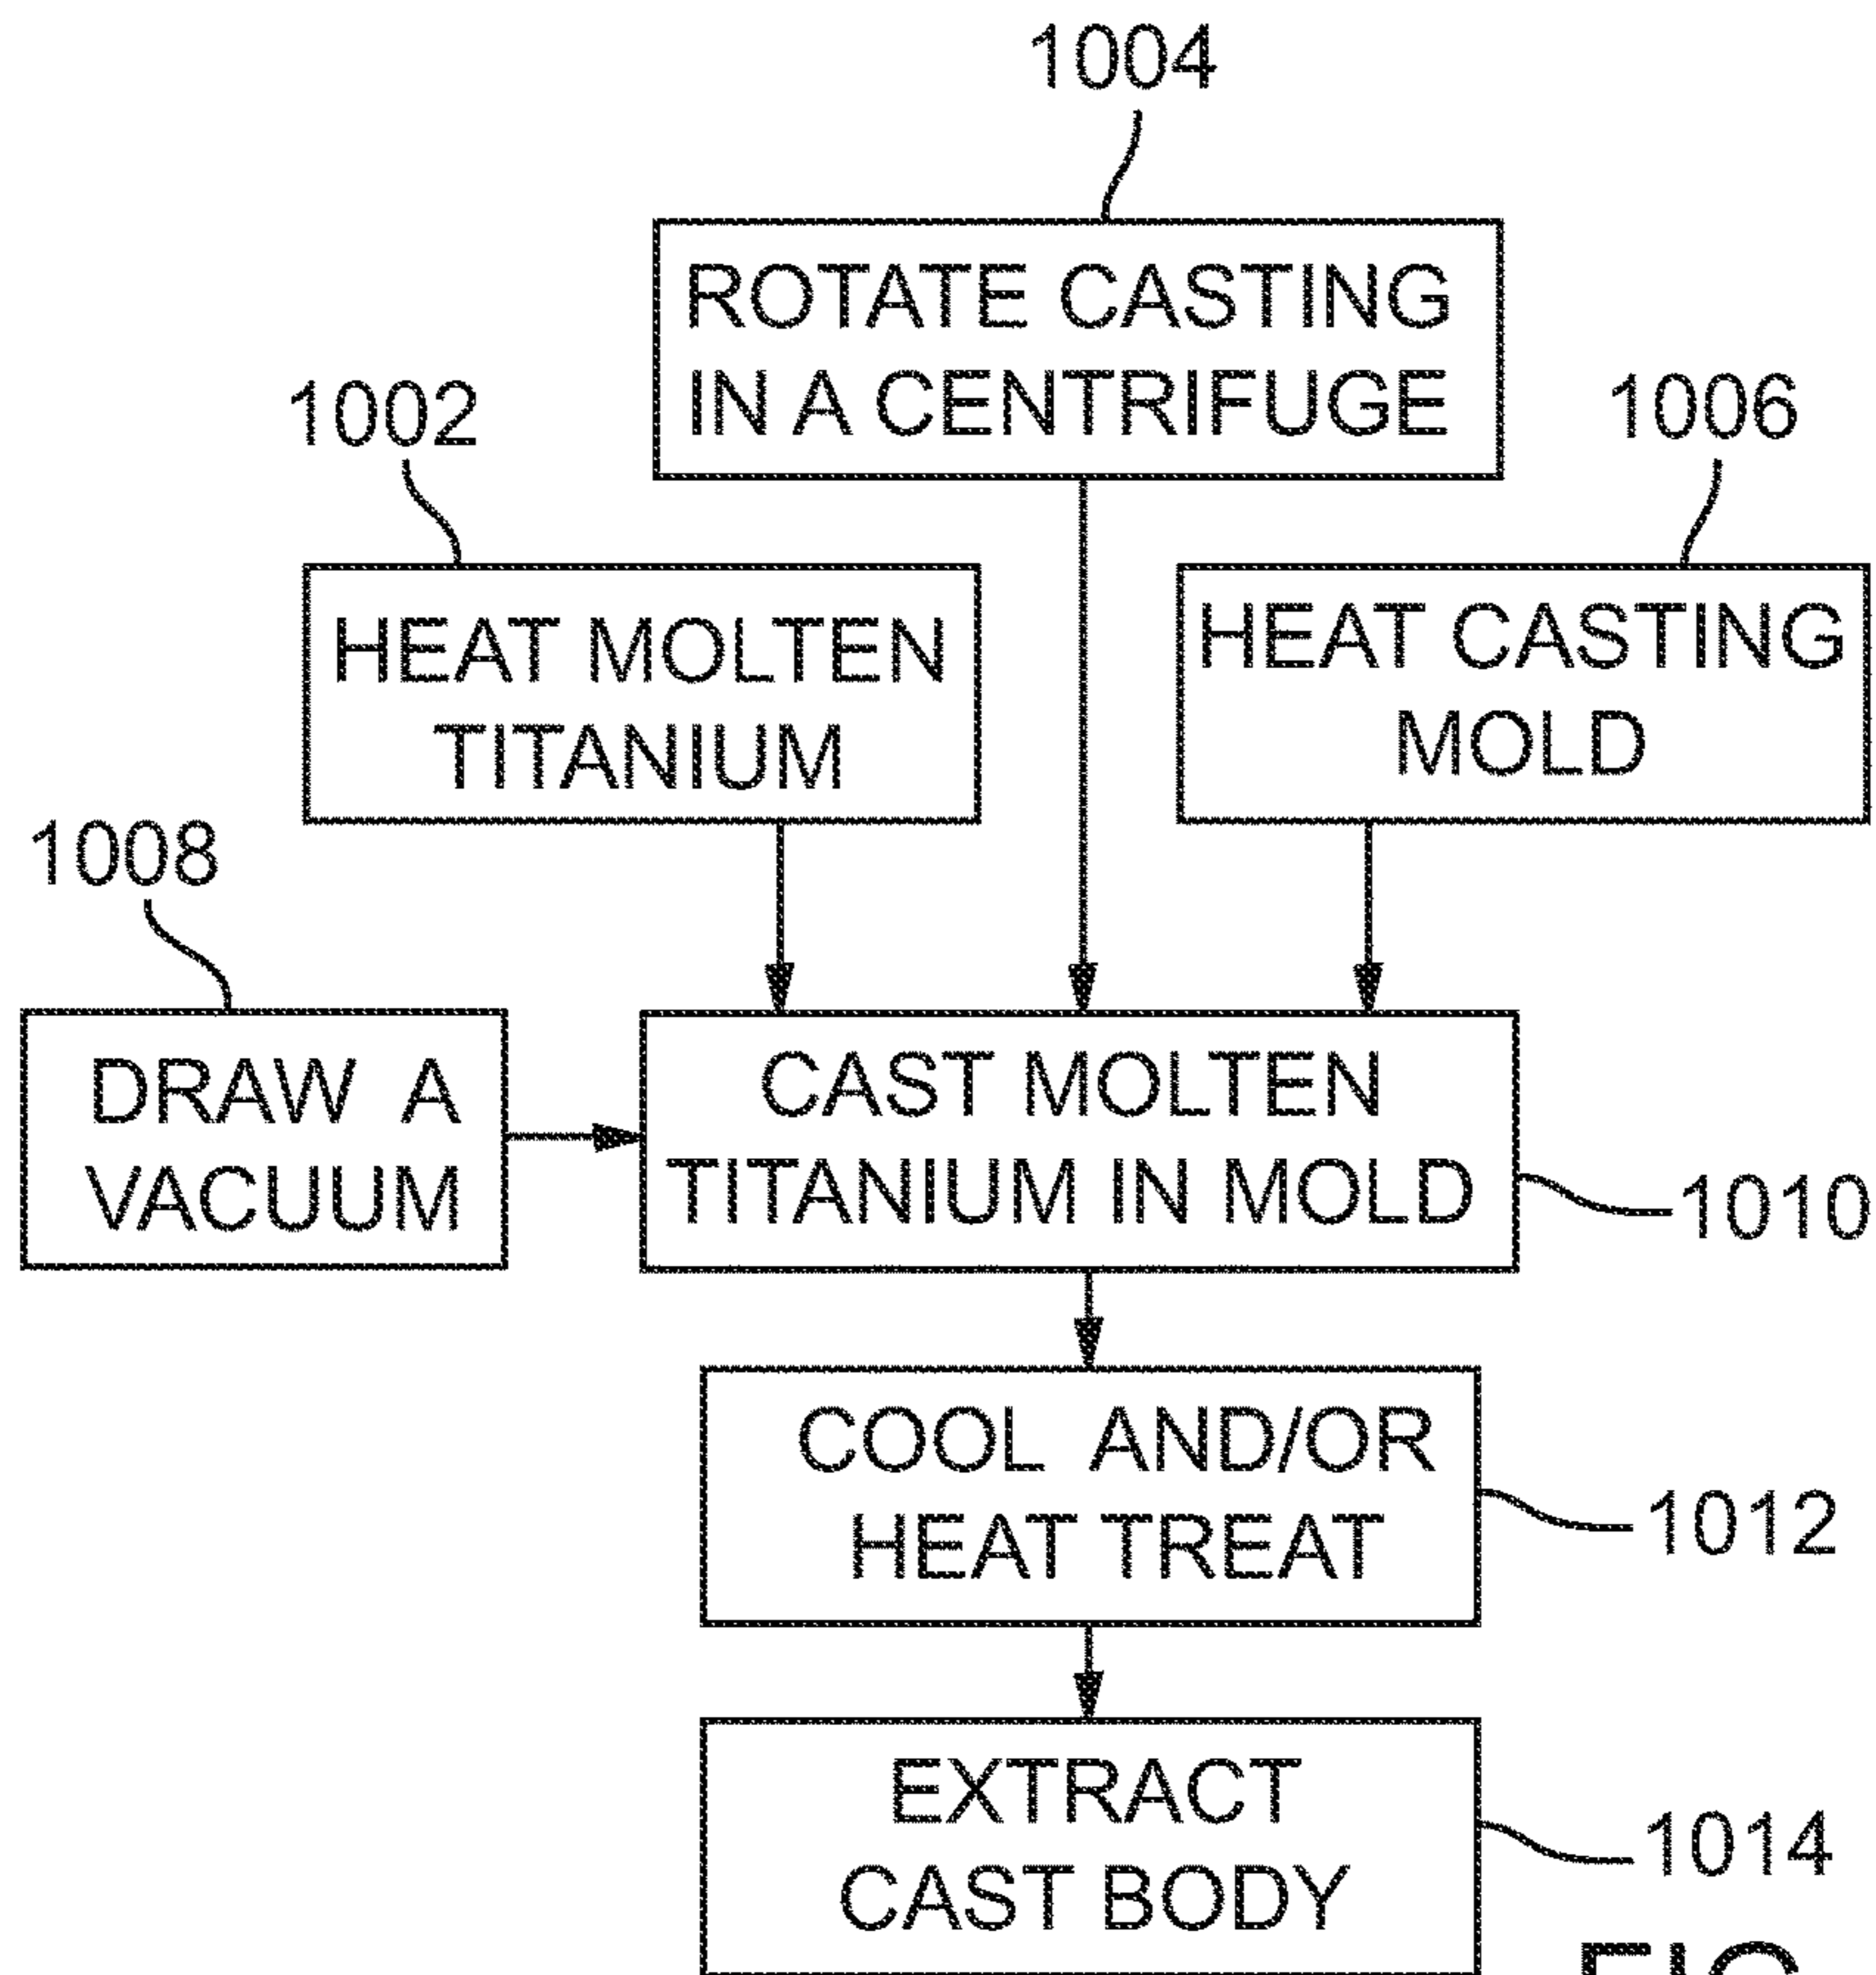 1004
ROTATE CASTING
IN A CENTRIFUGE
1002
1006
HEAT MOLTEN
TITANIUM
HEAT CASTING
MOLD
1008
DRAW A
VACUUM
CAST MOLTEN
TITANIUM IN MOLD
1010
COOL AND/OR
HEAT TREAT
1012
EXTRACT
CAST BODY
1014
FIG